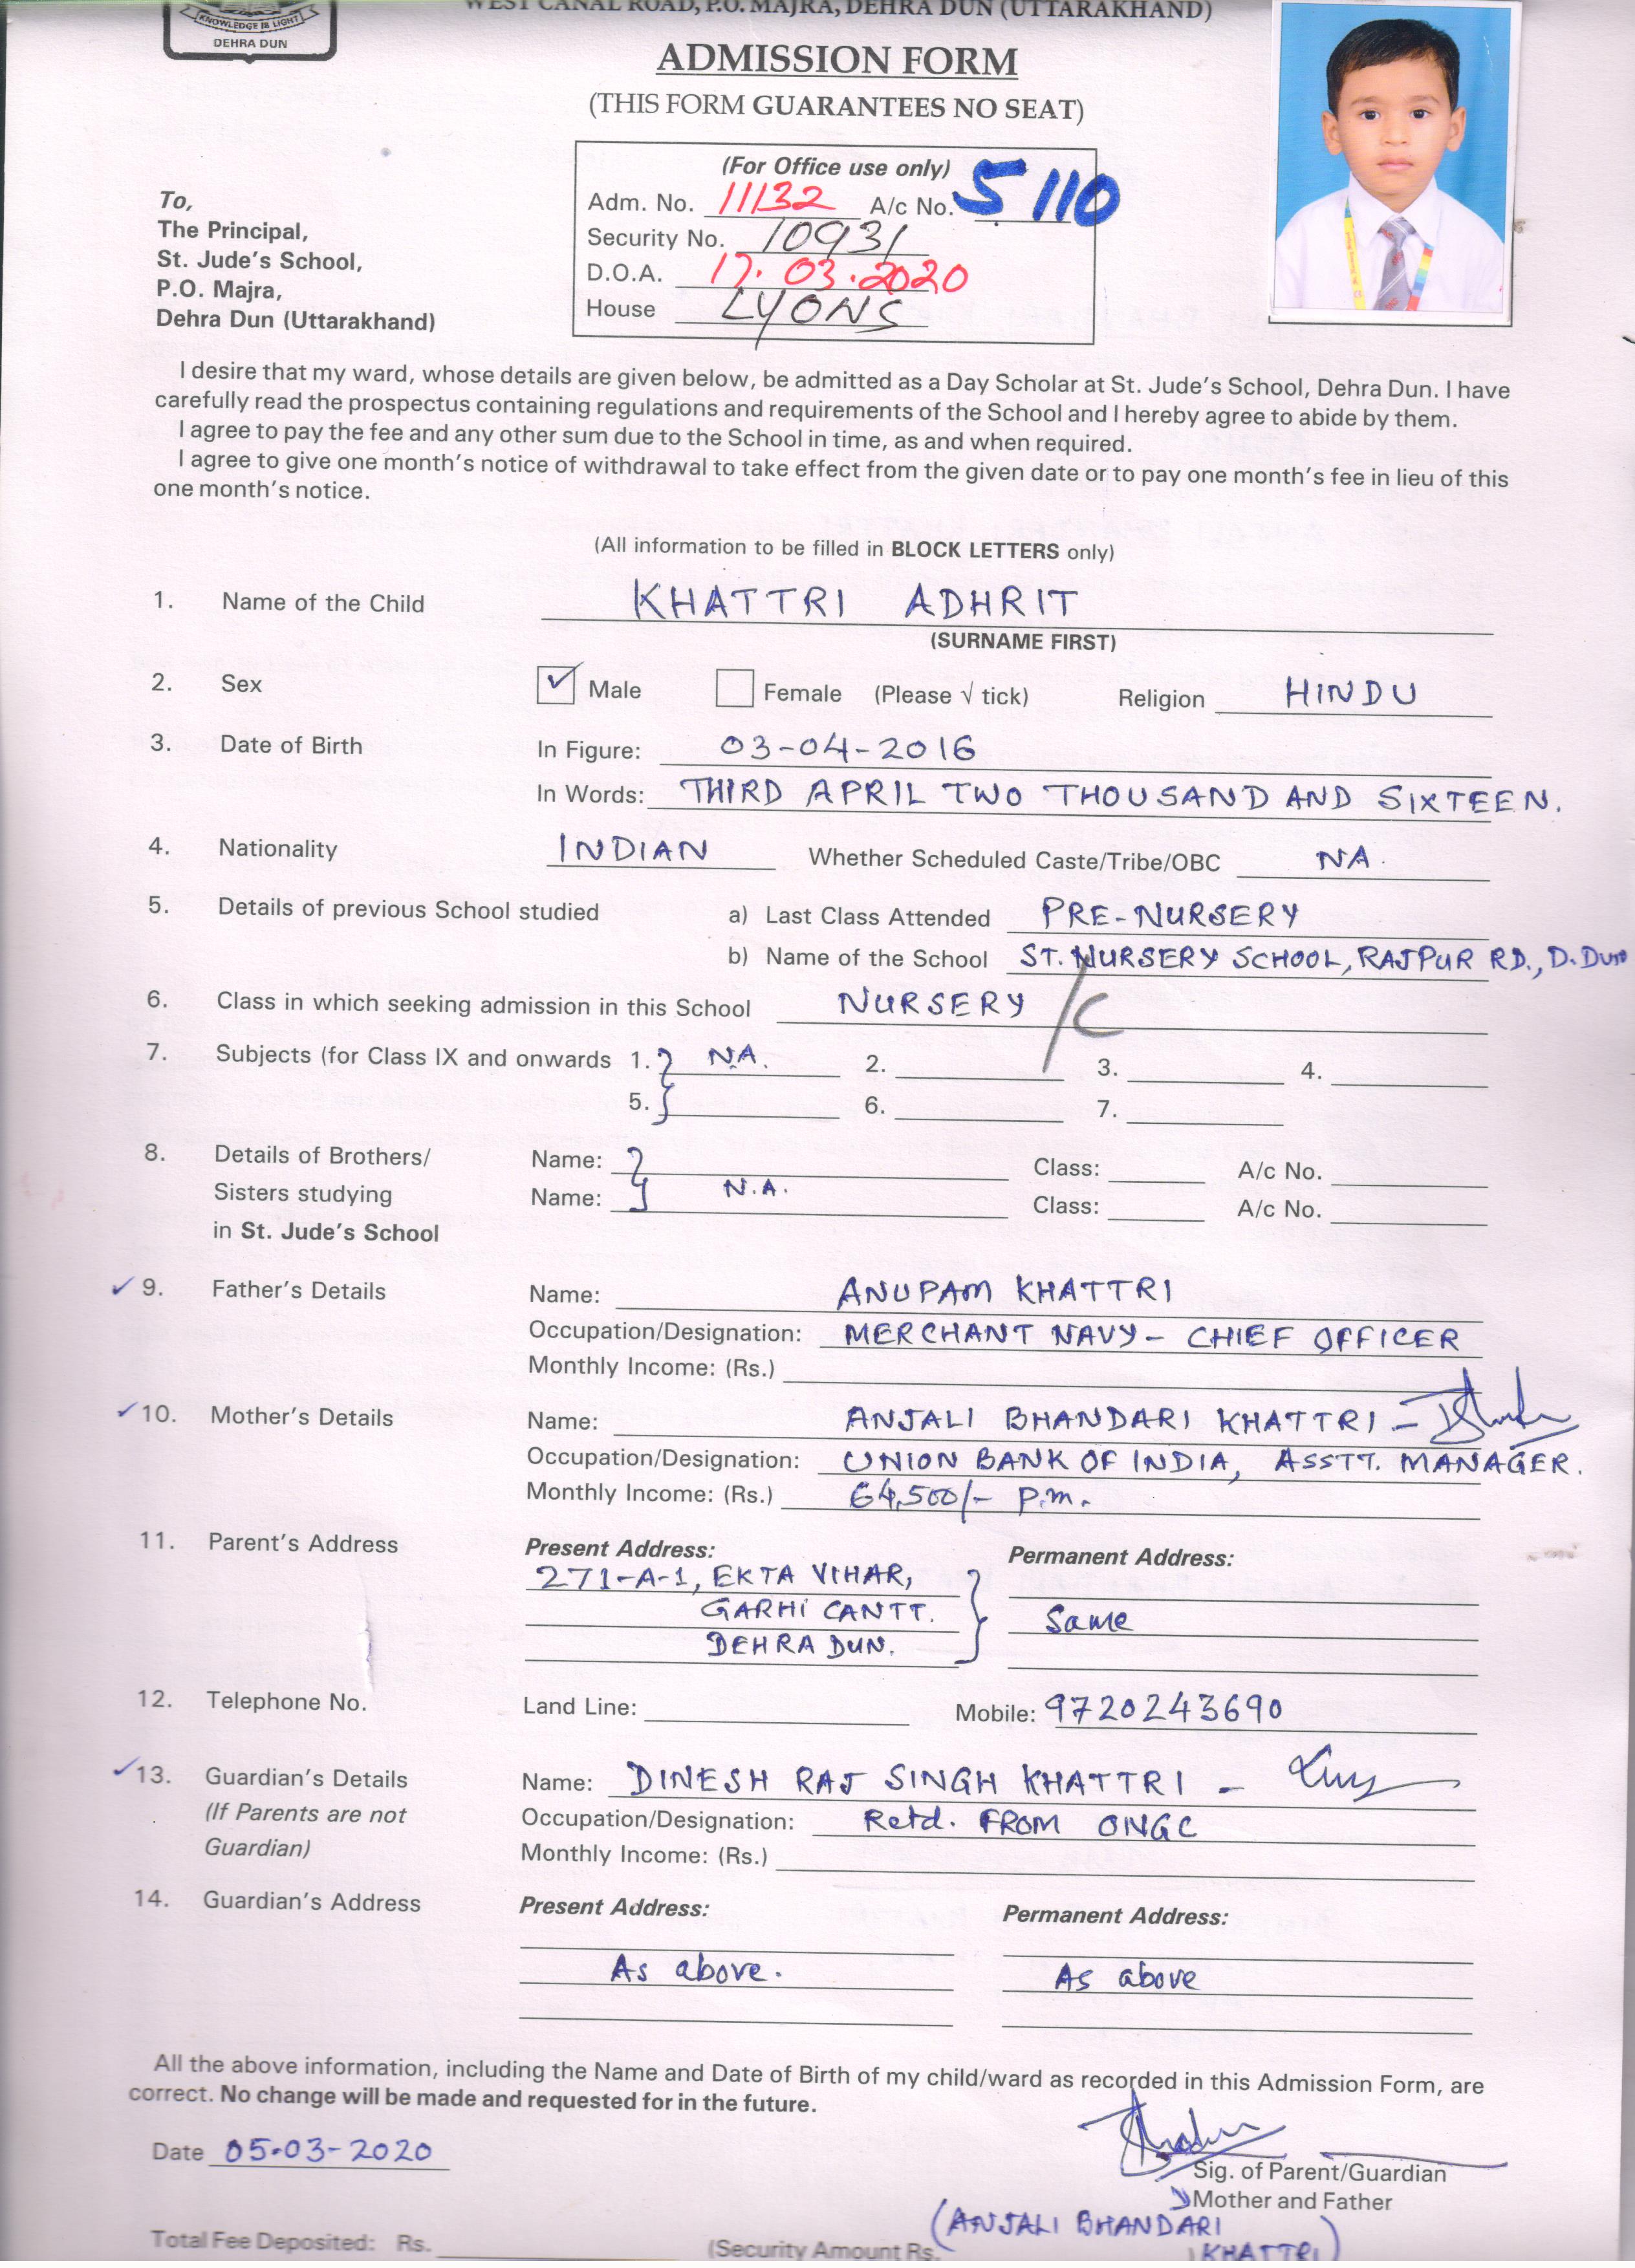 KNOWLEDGE IS LIGHT
DEHRA DUN
WEST CANAL ROAD, P.O. MAJRA, DEHRA DUN (UTTARAKHAND)
ADMISSION FORM
(THIS FORM GUARANTEES NO SEAT)
(For Office use only)
Adm. No. 11132 A/c No. 5110
Security No. 10931
D.O.A. 17.03.2020
House LYONS
To,
The Principal,
St. Jude's School,
P.O. Majra,
Dehra Dun (Uttarakhand)
I desire that my ward, whose details are given below, be admitted as a Day Scholar at St. Jude's School, Dehra Dun. I have
carefully read the prospectus containing regulations and requirements of the School and I hereby agree to abide by them.
I agree to pay the fee and any other sum due to the School in time, as and when required.
I agree to give one month's notice of withdrawal to take effect from the given date or to pay one month's fee in lieu of this
one month's notice.
(All information to be filled in BLOCK LETTERS only)
1. Name of the Child KHATTRI ADHRIT
(SURNAME FIRST)
2. Sex ✓ Male Female (Please √ tick) Religion HINDU
3. Date of Birth In Figure: 03-04-2016
In Words: THIRD APRIL TWO THOUSAND AND SIXTEEN.
4. Nationality INDIAN Whether Scheduled Caste/Tribe/OBC NA.
5. Details of previous School studied a) Last Class Attended PRE-NURSERY
b) Name of the School ST. NURSERY SCHOOL, RAJPUR RD., D.Dun
6. Class in which seeking admission in this School NURSERY /C
7. Subjects (for Class IX and onwards 1. NA. 2. 3. 4.
5. 6. 7.
8. Details of Brothers/ Name: Class: A/c No.
Sisters studying Name: N.A. Class: A/c No.
in St. Jude's School
✓ 9. Father's Details Name: ANUPAM KHATTRI
Occupation/Designation: MERCHANT NAVY - CHIEF OFFICER
Monthly Income: (Rs.)
✓ 10. Mother's Details Name: ANJALI BHANDARI KHATTRI -
Occupation/Designation: UNION BANK OF INDIA, ASSTT. MANAGER.
Monthly Income: (Rs.) 64,500/- p.m.
11. Parent's Address Present Address: Permanent Address:
271-A-1, EKTA VIHAR,
GARHI CANTT. Same
DEHRA DUN.
12. Telephone No. Land Line: Mobile: 9720243690
✓ 13. Guardian's Details Name: DINESH RAJ SINGH KHATTRI -
(If Parents are not Occupation/Designation: Retd. FROM ONGC
Guardian) Monthly Income: (Rs.)
14. Guardian's Address Present Address: Permanent Address:
As above. As above
All the above information, including the Name and Date of Birth of my child/ward as recorded in this Admission Form, are
correct. No change will be made and requested for in the future.
Date 05-03-2020
Sig. of Parent/Guardian
Mother and Father
(ANJALI BHANDARI
KHATTRI)
Total Fee Deposited: Rs. (Security Amount Rs.